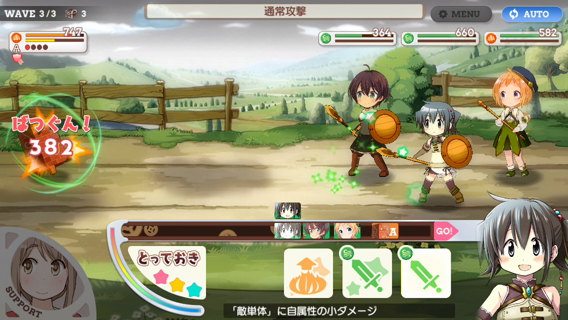 WAVE 3/3 3
通常攻撃
MENU
AUTO
747
A
364
660
582
ばつぐん!
382
A GO!
とっておき
SUPPORT
「敵単体」に自属性の小ダメージ